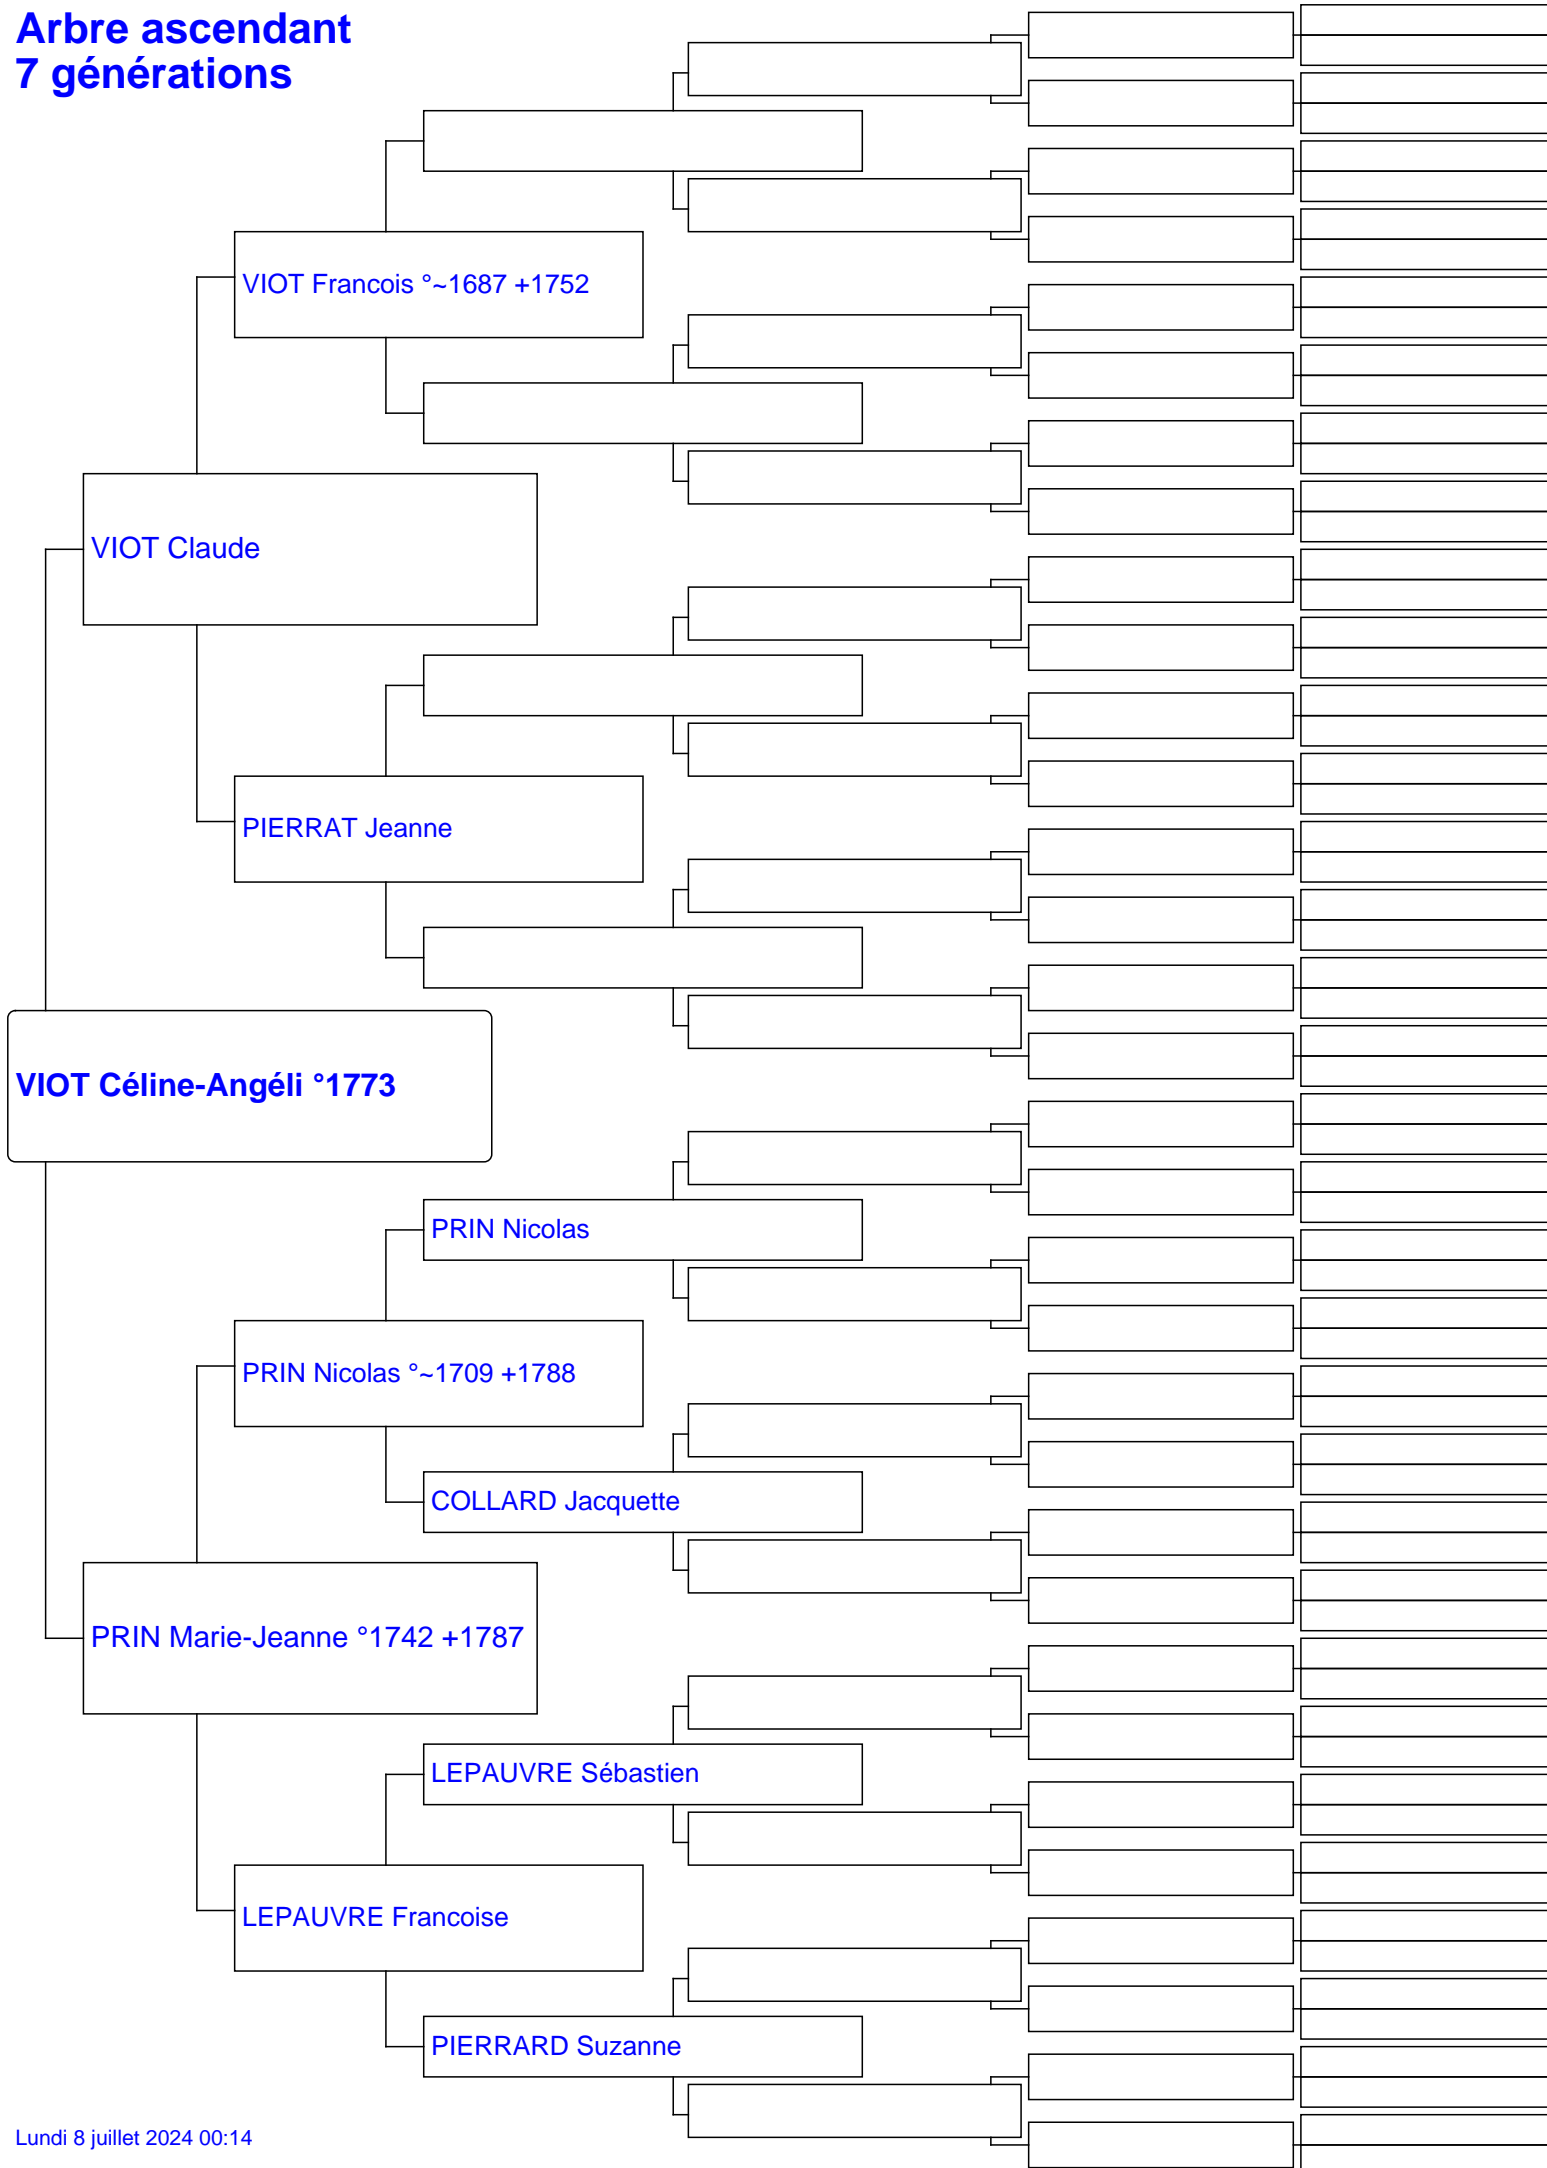 Arbre ascendant
7 générations
VIOT Francois °~1687 +1752
VIOT Claude
PIERRAT Jeanne
VIOT Céline-Angéli °1773
PRIN Nicolas
PRIN Nicolas °~1709 +1788
COLLARD Jacquette
PRIN Marie-Jeanne °1742 +1787
LEPAUVRE Sébastien
LEPAUVRE Francoise
PIERRARD Suzanne
Lundi 8 juillet 2024 00:14